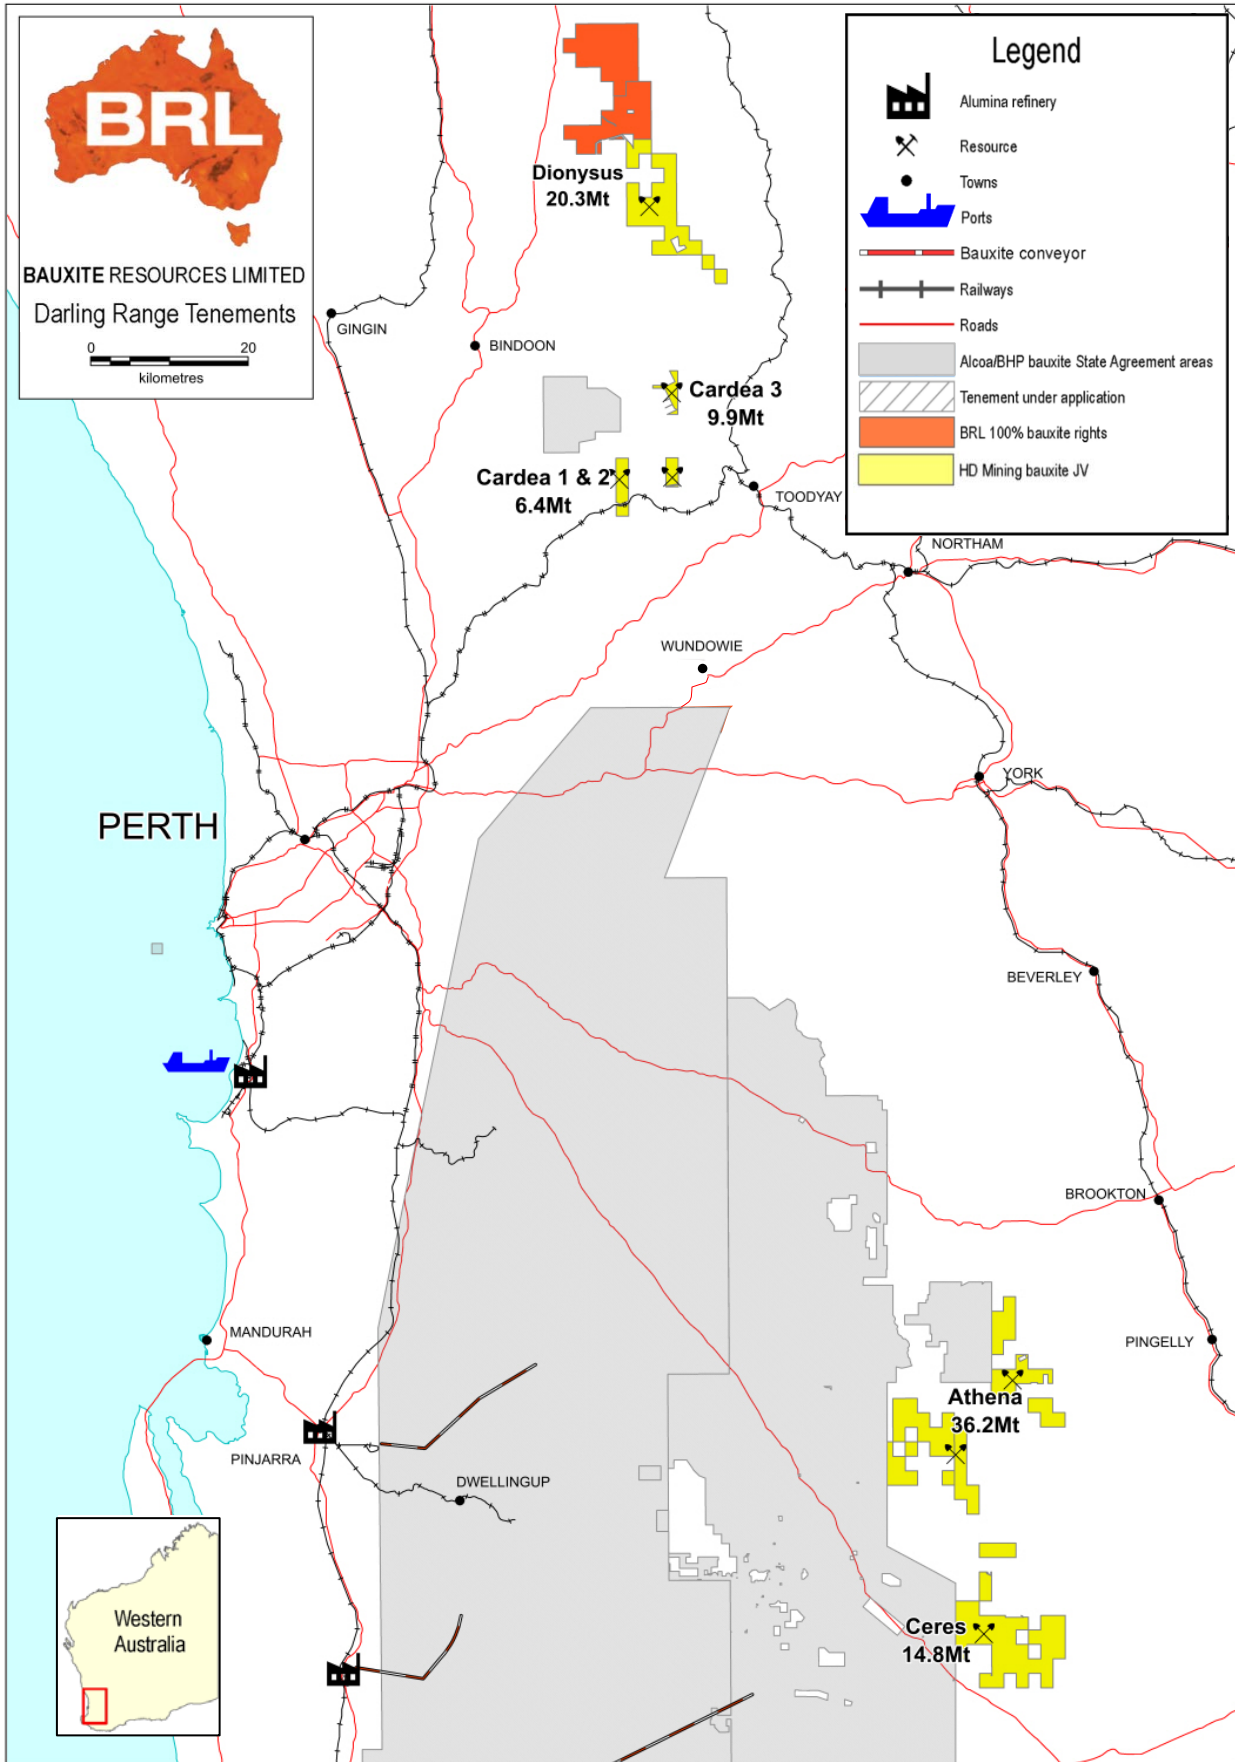 BRL
BAUXITE RESOURCES LIMITED
Darling Range Tenements
0 20
kilometres
Legend
Alumina refinery
Resource
Towns
Ports
Bauxite conveyor
Railways
Roads
Alcoa/BHP bauxite State Agreement areas
Tenement under application
BRL 100% bauxite rights
HD Mining bauxite JV
Dionysus
20.3Mt
GINGIN
BINDOON
Cardea 3
9.9Mt
Cardea 1 & 2
6.4Mt
TOODYAY
NORTHAM
WUNDOWIE
YORK
PERTH
BEVERLEY
BROOKTON
MANDURAH
PINGELLY
Athena
36.2Mt
PINJARRA
DWELLINGUP
Western
Australia
Ceres
14.8Mt